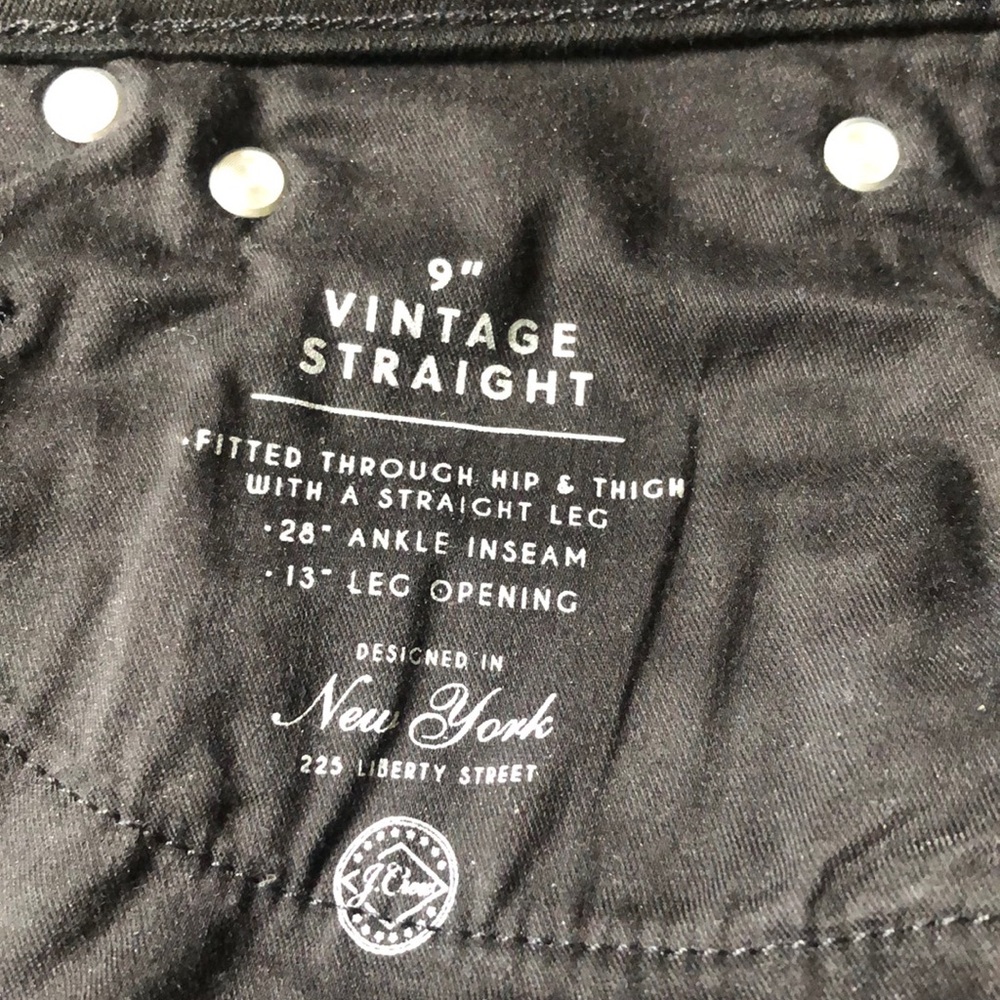 9"
VINTAGE
STRAIGHT
·FITTED THROUGH HIP & THIGH
WITH A STRAIGHT LEG
·28" ANKLE INSEAM
·13" LEG OPENING
DESIGNED IN
New York
225 LIBERTY STREET
J.Crew